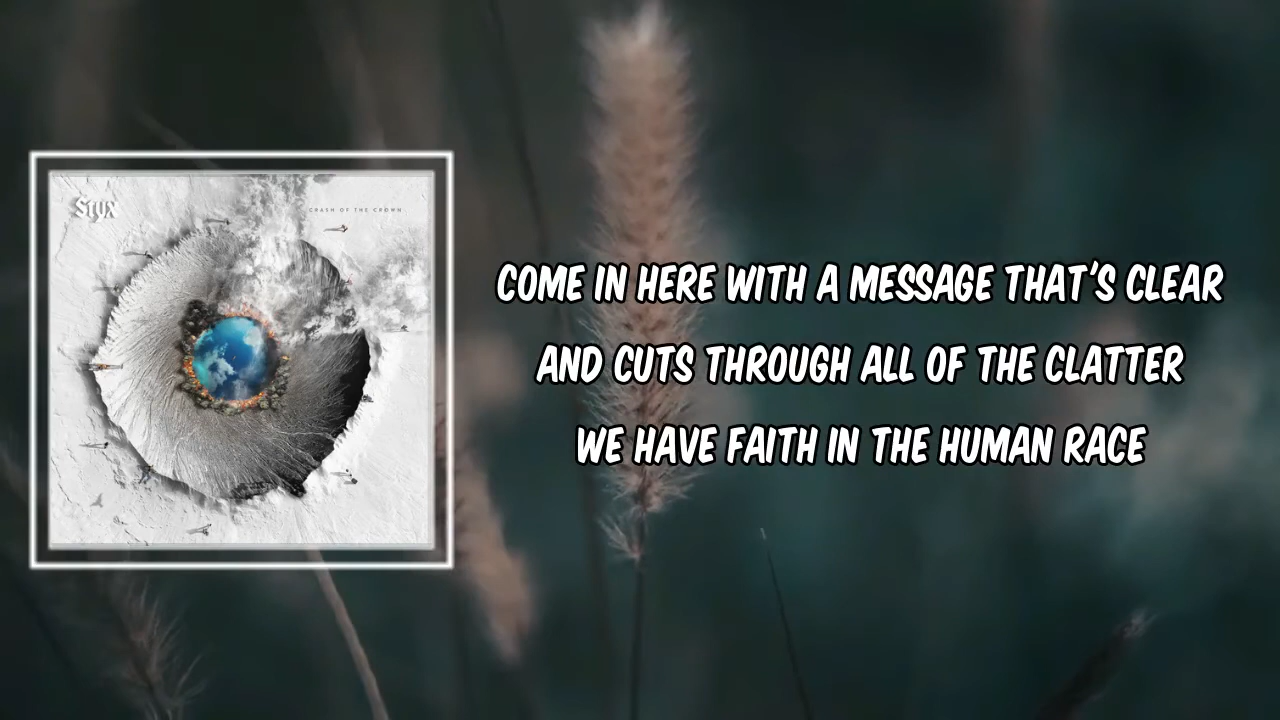 Styx
CRASH OF THE CROWN
COME IN HERE WITH A MESSAGE THAT'S CLEAR
AND CUTS THROUGH ALL OF THE CLATTER
WE HAVE FAITH IN THE HUMAN RACE